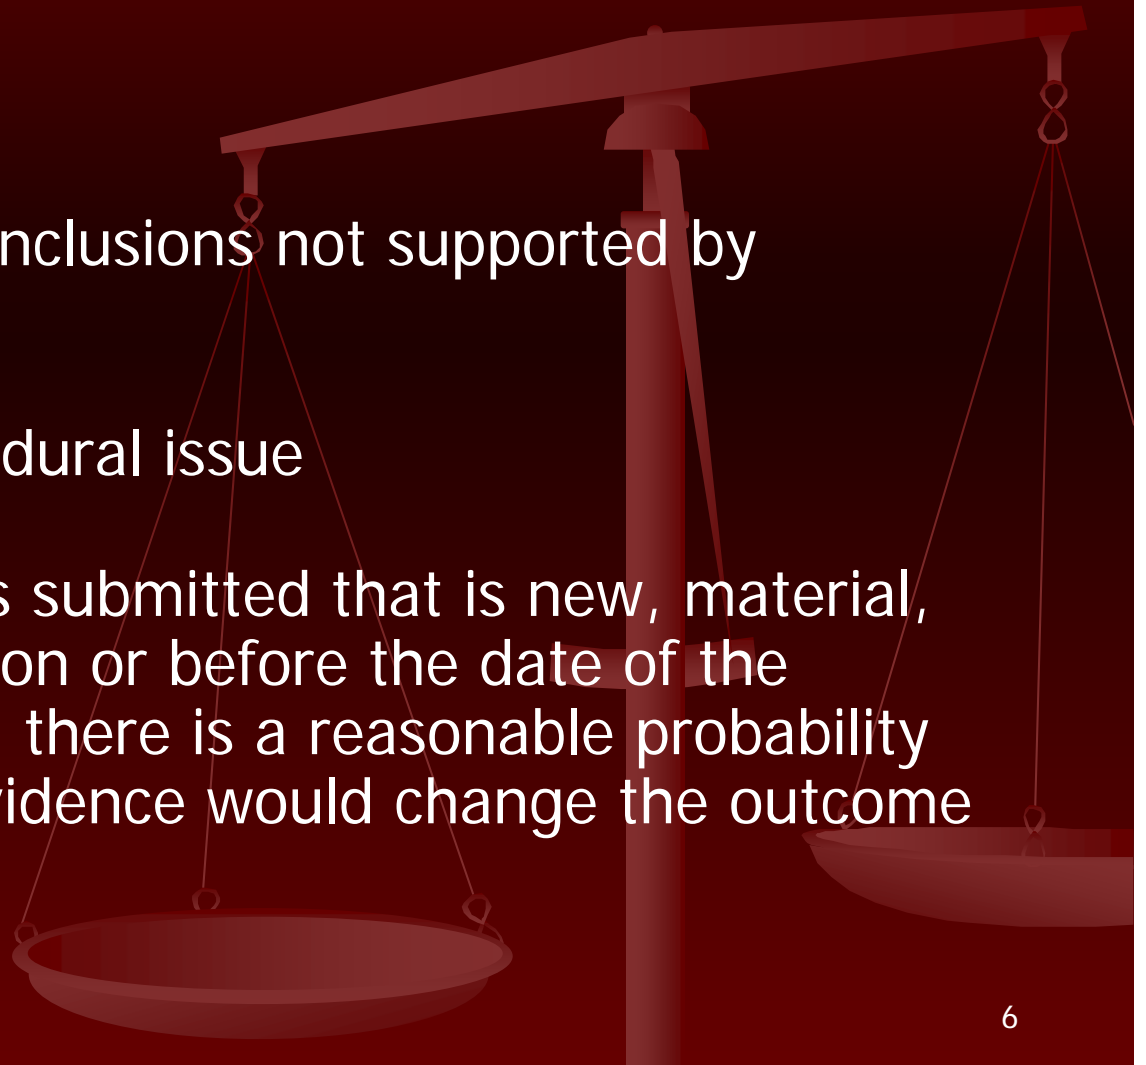 nclusions not supported by
dural issue
s submitted that is new, material,
on or before the date of the
there is a reasonable probability
vidence would change the outcome
6